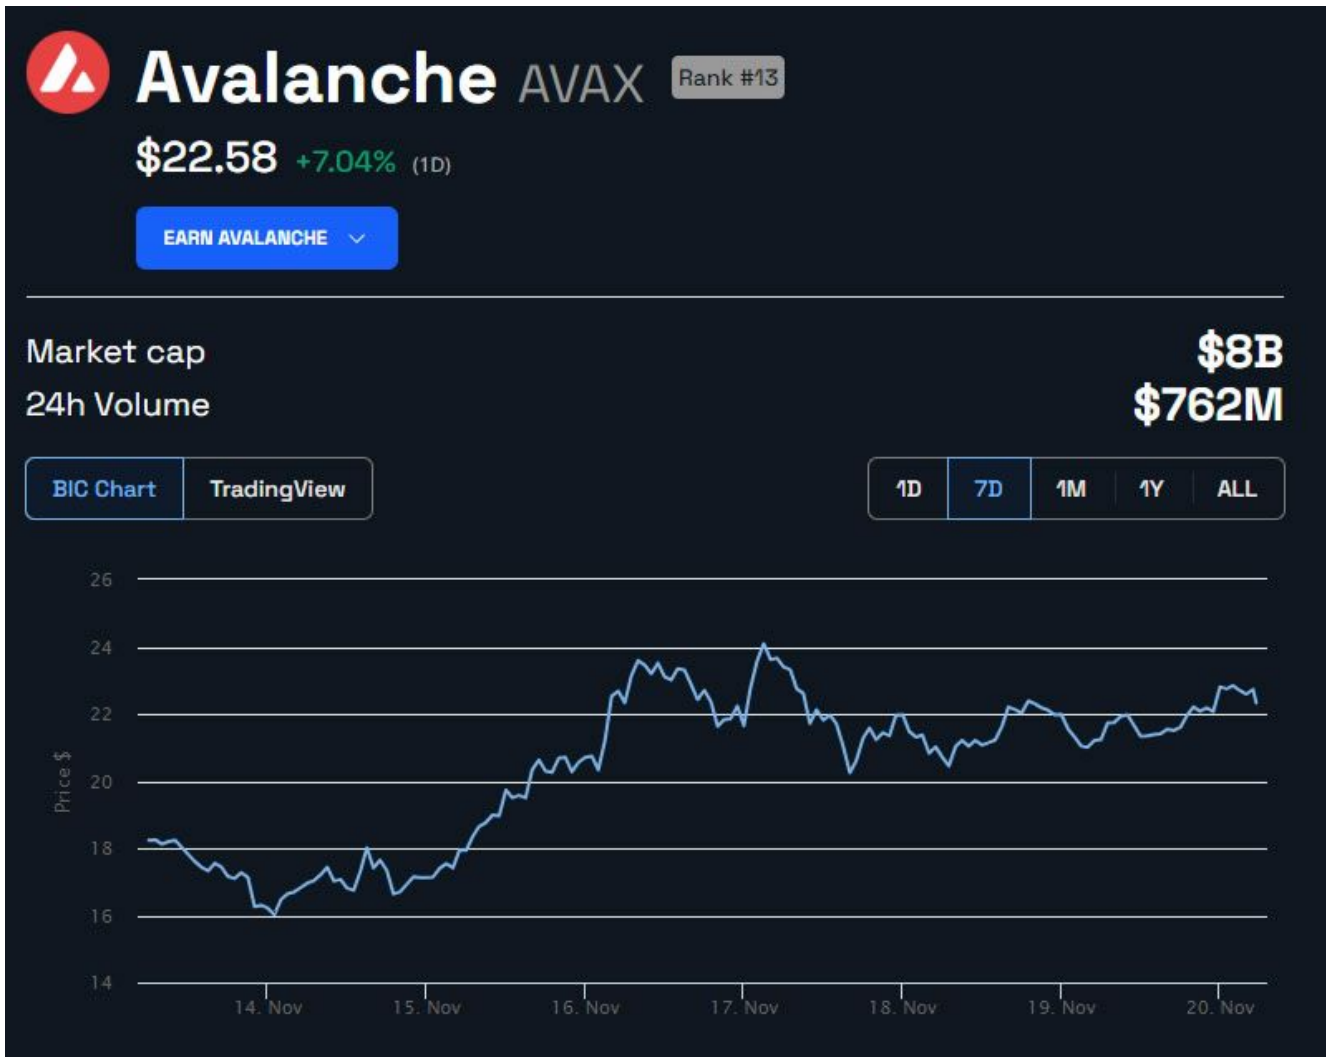 Avalanche AVAX Rank #13
$22.58 +7.04% (1D)
EARN AVALANCHE
Market cap $8B
24h Volume $762M
BIC Chart TradingView 1D 7D 1M 1Y ALL
26
24
22
20
18
16
14
Price $
14. Nov 15. Nov 16. Nov 17. Nov 18. Nov 19. Nov 20. Nov